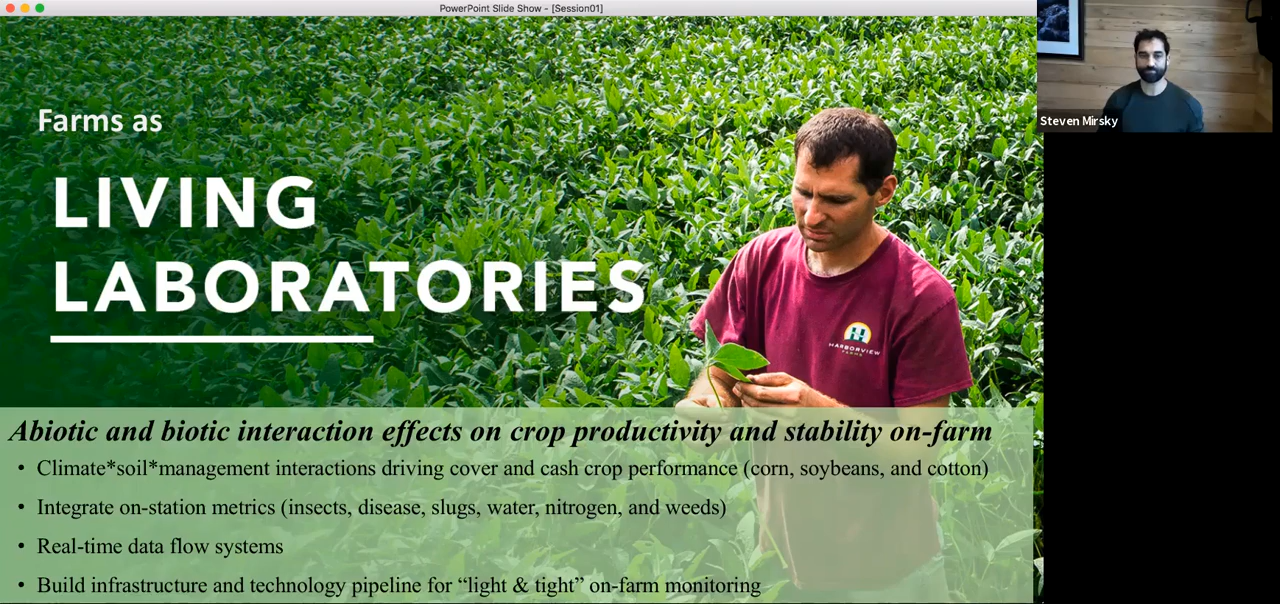 PowerPoint Slide Show - [Session01]
Farms as
LIVING
LABORATORIES
HARBORVIEW
FARMS
Steven Mirsky
Abiotic and biotic interaction effects on crop productivity and stability on-farm
• Climate*soil*management interactions driving cover and cash crop performance (corn, soybeans, and cotton)
• Integrate on-station metrics (insects, disease, slugs, water, nitrogen, and weeds)
• Real-time data flow systems
• Build infrastructure and technology pipeline for “light & tight” on-farm monitoring